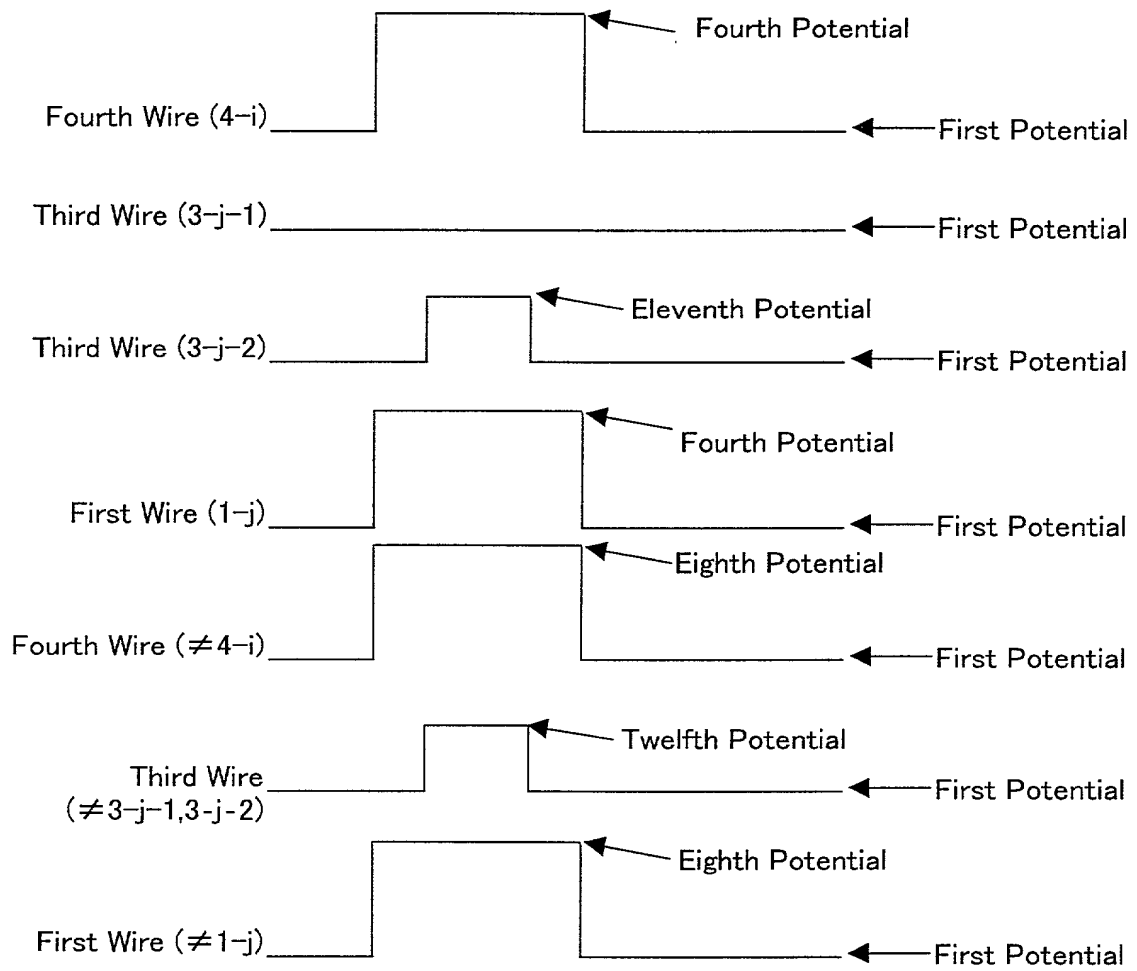 Fourth Potential
Fourth Wire (4-i)
First Potential
Third Wire (3-j-1)
First Potential
Eleventh Potential
Third Wire (3-j-2)
First Potential
Fourth Potential
First Wire (1-j)
First Potential
Eighth Potential
Fourth Wire (≠4-i)
First Potential
Twelfth Potential
Third Wire
(≠3-j-1,3-j-2)
First Potential
Eighth Potential
First Wire (≠1-j)
First Potential